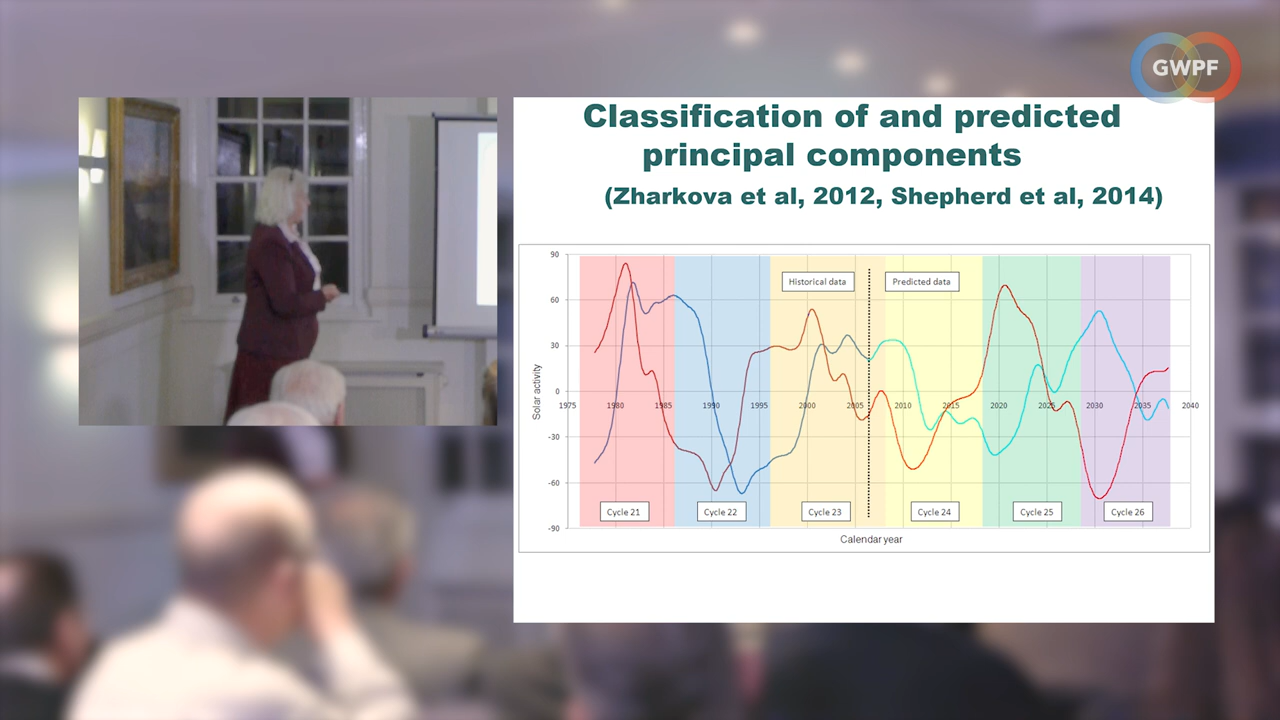 GWPF
Classification of and predicted
principal components
(Zharkova et al, 2012, Shepherd et al, 2014)
90
60
30
0
-30
-60
-90
Solar activity
Historical data
Predicted data
1975
1980
1985
1990
1995
2000
2005
2010
2015
2020
2025
2030
2035
2040
Cycle 21
Cycle 22
Cycle 23
Cycle 24
Cycle 25
Cycle 26
Calendar year